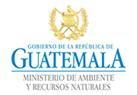 GOBIERNO DE LA REPÚBLICA DE
GUATEMALA
MINISTERIO DE AMBIENTE
Y RECURSOS NATURALES